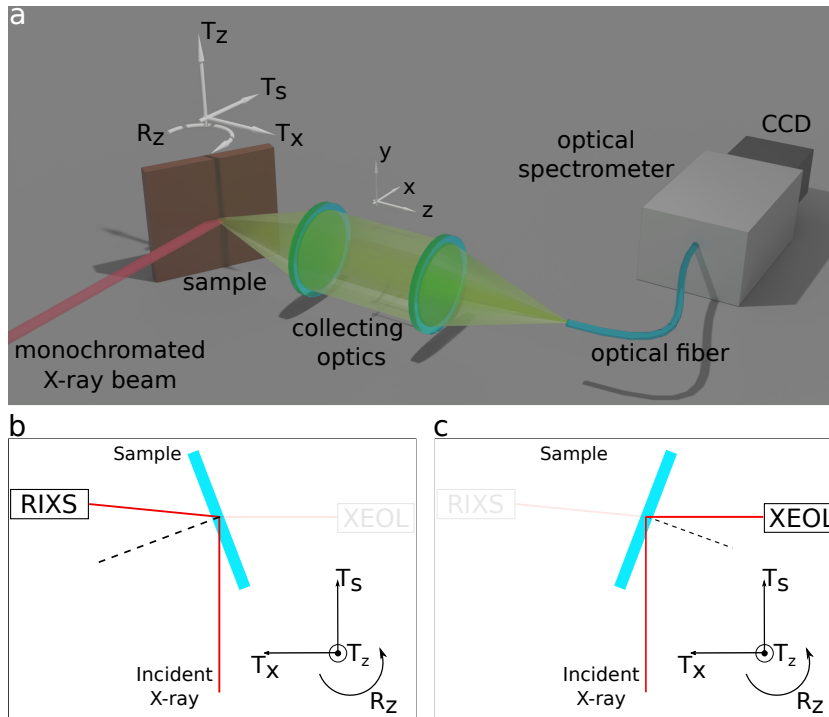 a
Tz
Ts
Rz
Tx
CCD
optical
spectrometer
y
x
z
sample
collecting
optics
monochromated
X-ray beam
optical fiber
b
Sample
RIXS
XEOL
Ts
Tx
Tz
Incident
X-ray
Rz
c
Sample
RIXS
XEOL
Ts
Tx
Tz
Incident
X-ray
Rz